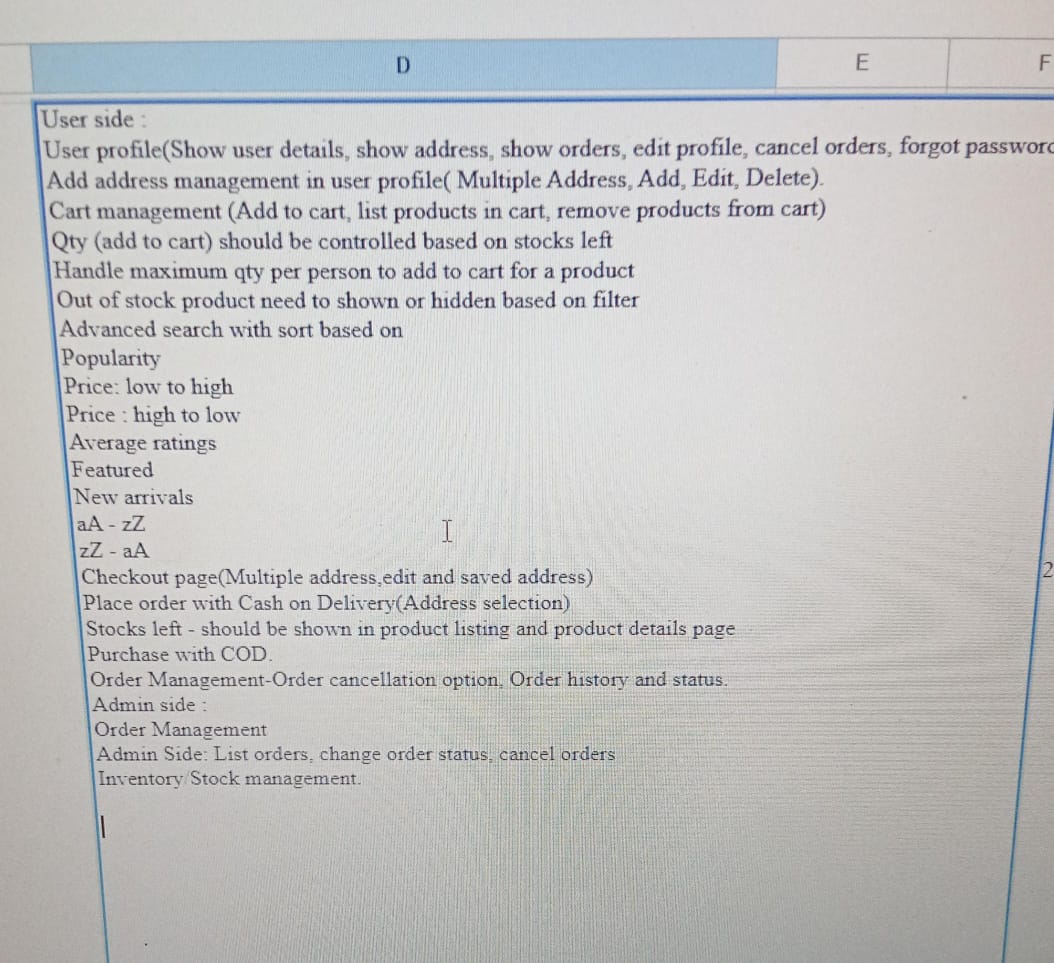 D E F
User side :
User profile(Show user details, show address, show orders, edit profile, cancel orders, forgot password
Add address management in user profile( Multiple Address, Add, Edit, Delete).
Cart management (Add to cart, list products in cart, remove products from cart)
Qty (add to cart) should be controlled based on stocks left
Handle maximum qty per person to add to cart for a product
Out of stock product need to shown or hidden based on filter
Advanced search with sort based on
Popularity
Price: low to high
Price : high to low
Average ratings
Featured
New arrivals
aA - zZ
zZ - aA
Checkout page(Multiple address,edit and saved address)
2
Place order with Cash on Delivery(Address selection)
Stocks left - should be shown in product listing and product details page
Purchase with COD.
Order Management-Order cancellation option, Order history and status.
Admin side :
Order Management
Admin Side: List orders, change order status, cancel orders
Inventory/Stock management.